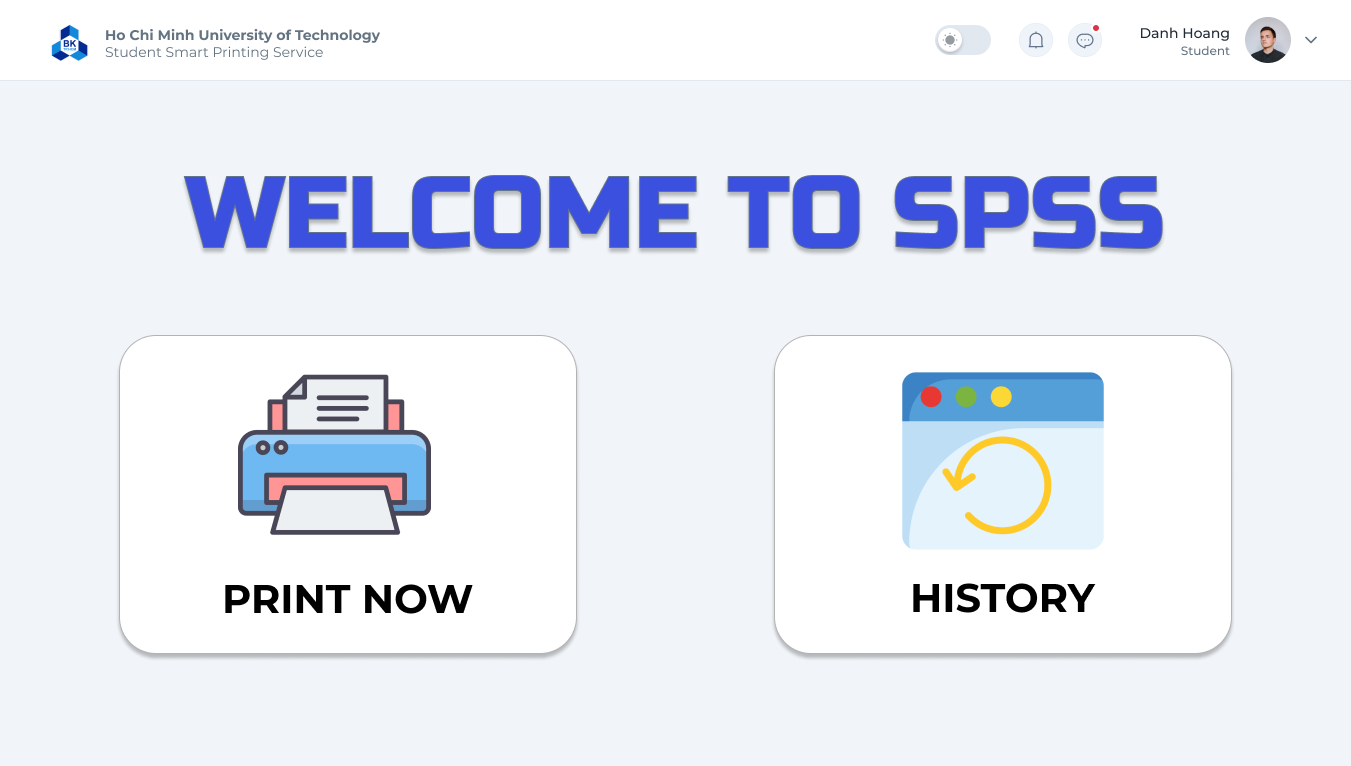 BK
Ho Chi Minh University of Technology
Student Smart Printing Service
Danh Hoang
Student
WELCOME TO SPSS
PRINT NOW
HISTORY